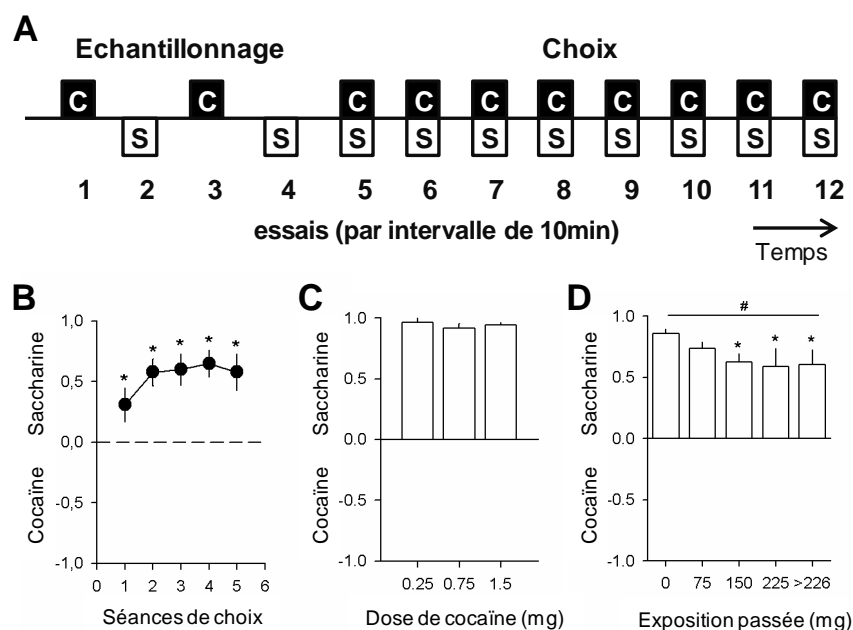 A
Echantillonnage Choix
C C C C C C C C C C
S S S S S S S S S S
1 2 3 4 5 6 7 8 9 10 11 12
essais (par intervalle de 10min)
Temps
B
Saccharine
Cocaïne
1,0
0,5
0,0
-0,5
-1,0
* * * * *
0 1 2 3 4 5 6
Séances de choix
C
Saccharine
Cocaïne
1.0
0.5
0.0
-0.5
-1.0
0.25 0.75 1.5
Dose de cocaïne (mg)
D
Saccharine
Cocaïne
1.0
0.5
0.0
-0.5
-1.0
#
* * *
0 75 150 225 >226
Exposition passée (mg)